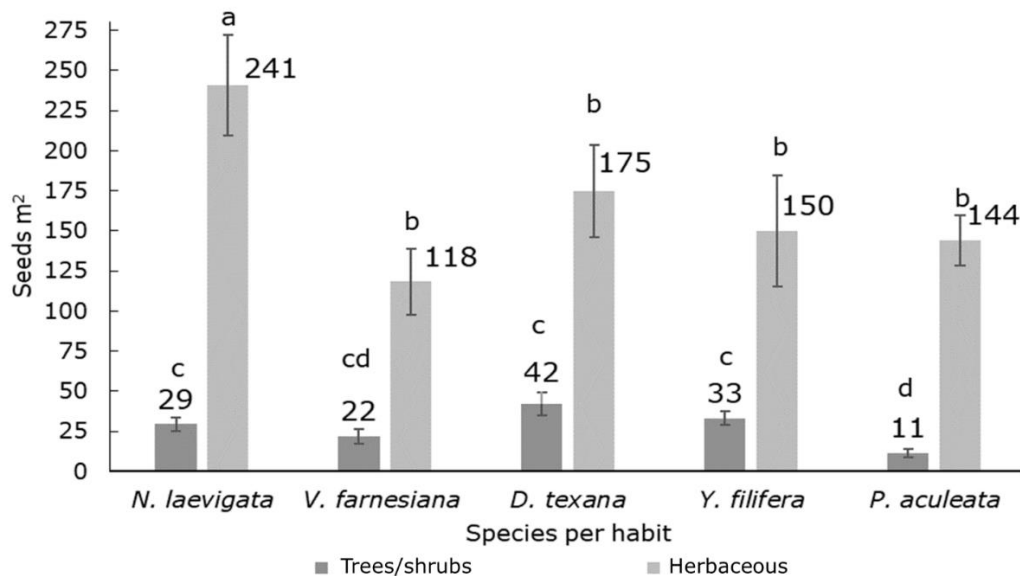 Seeds m²
275
250
225
200
175
150
125
100
75
50
25
0
a
241
c
29
b
118
cd
22
b
175
c
42
b
150
c
33
b
144
d
11
N. laevigata V. farnesiana D. texana Y. filifera P. aculeata
Species per habit
Trees/shrubs Herbaceous